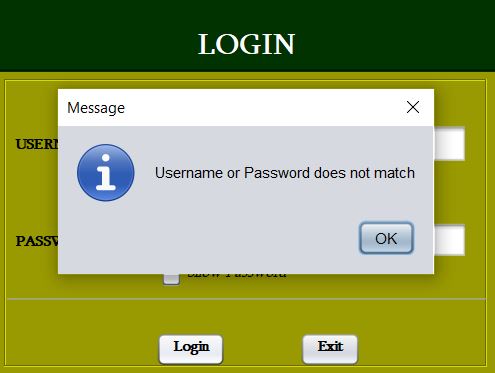 LOGIN
Message
USERN
Username or Password does not match
PASSW
OK
Show Password
Login
Exit